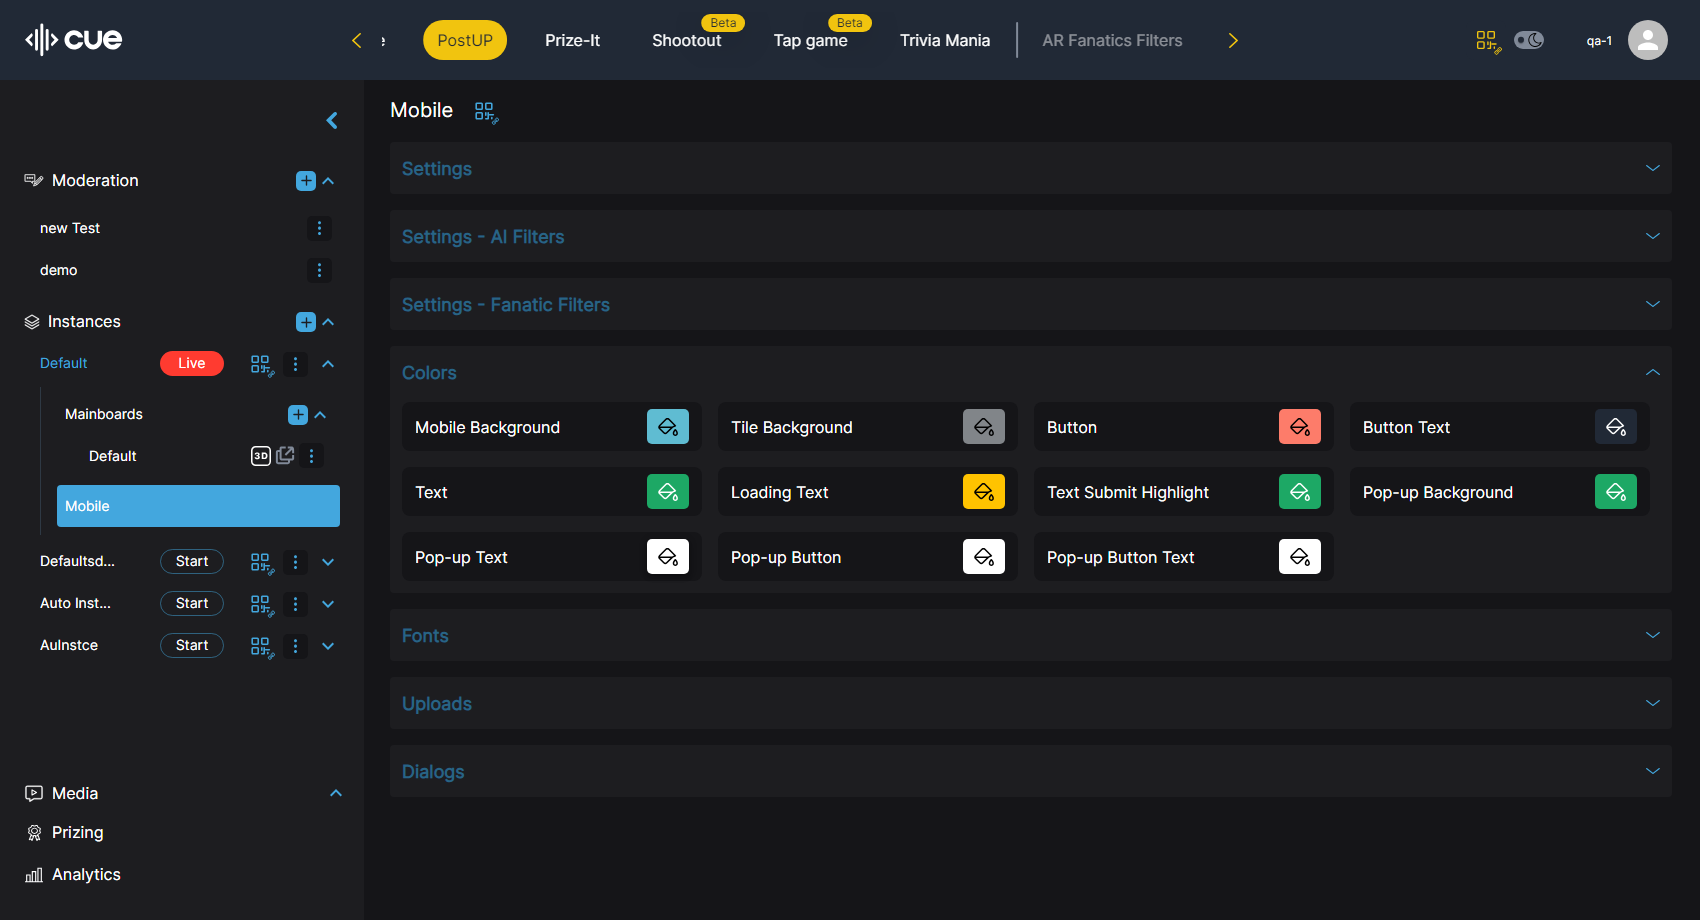 cue
PostUP
Prize-It
Shootout
Beta
Tap game
Beta
Trivia Mania
AR Fanatics Filters
qa-1
Moderation
new Test
demo
Instances
Default
Live
Mainboards
Default
3D
Mobile
Defaultsd...
Start
Auto Inst...
Start
AuInstce
Start
Media
Prizing
Analytics
Mobile
Settings
Settings - AI Filters
Settings - Fanatic Filters
Colors
Mobile Background
Tile Background
Button
Button Text
Text
Loading Text
Text Submit Highlight
Pop-up Background
Pop-up Text
Pop-up Button
Pop-up Button Text
Fonts
Uploads
Dialogs